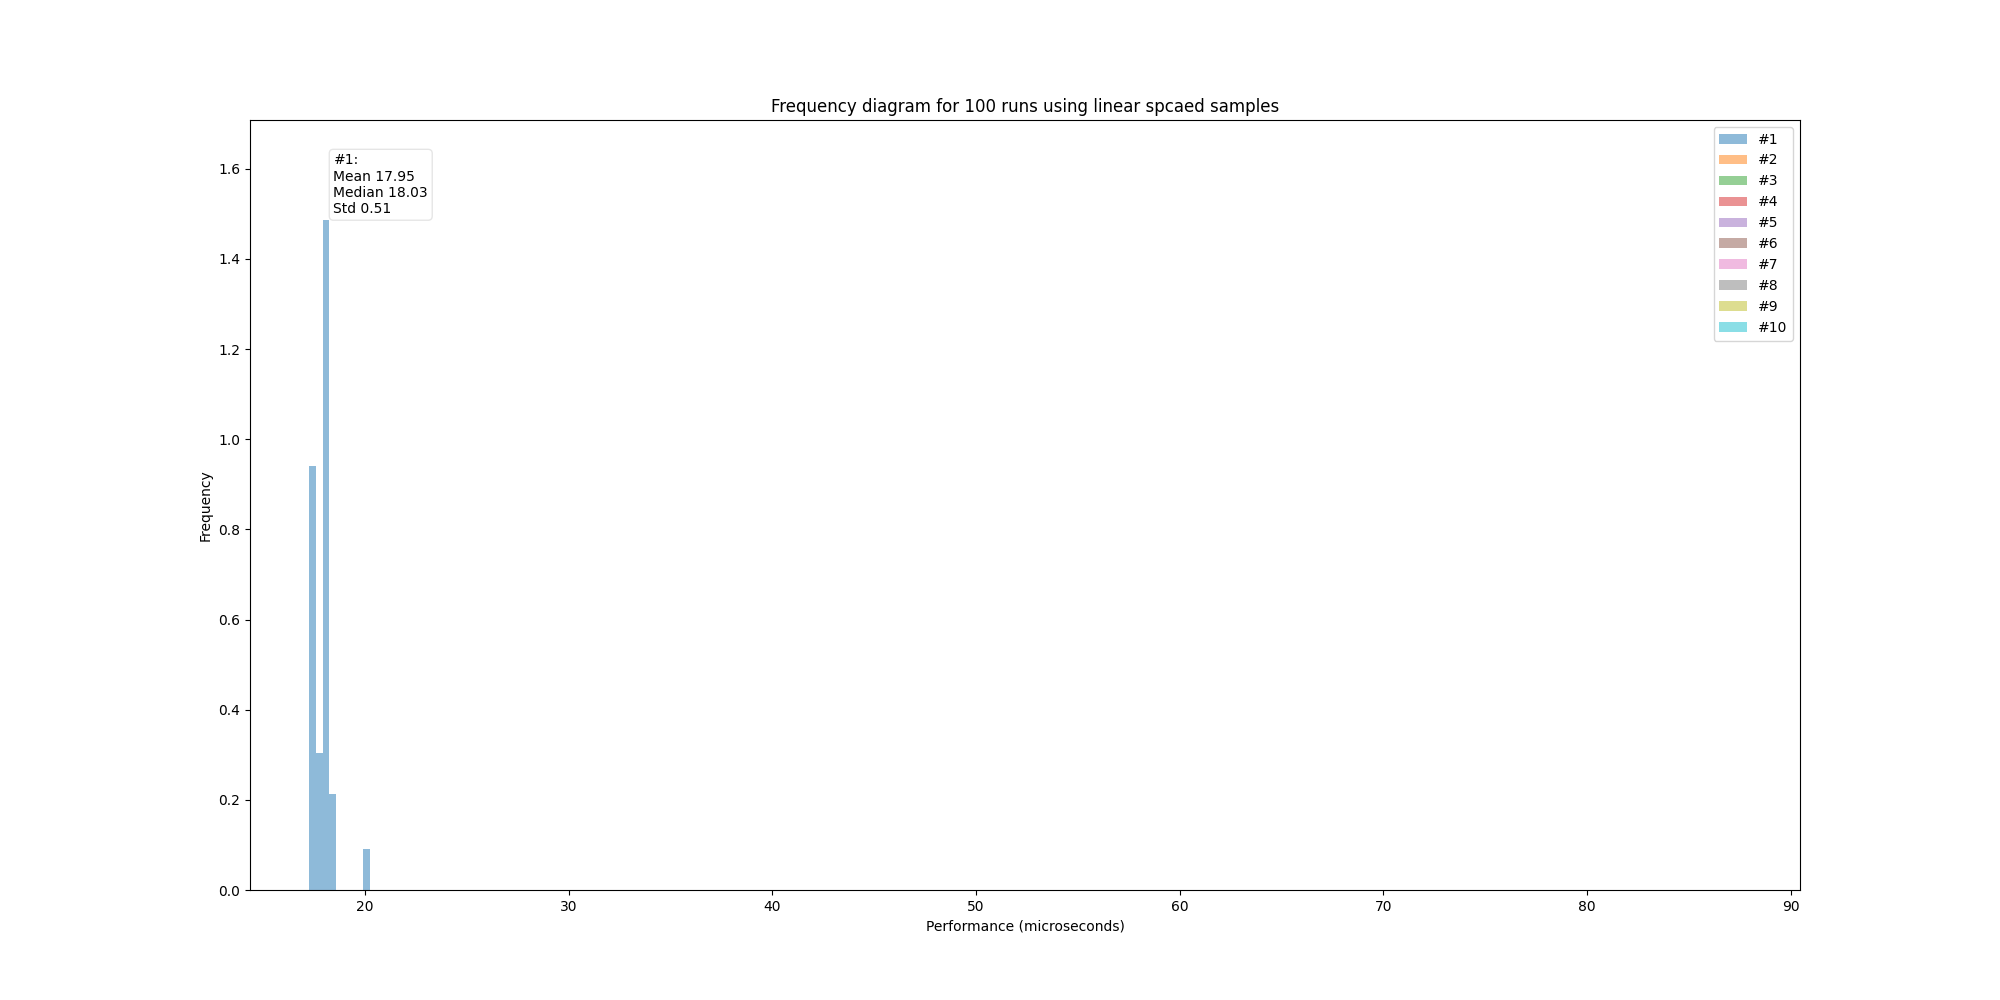 Frequency diagram for 100 runs using linear spcaed samples
#1:
Mean 17.95
Median 18.03
Std 0.51
#1
#2
#3
#4
#5
#6
#7
#8
#9
#10
Frequency
1.6
1.4
1.2
1.0
0.8
0.6
0.4
0.2
0.0
20 30 40 50 60 70 80 90
Performance (microseconds)